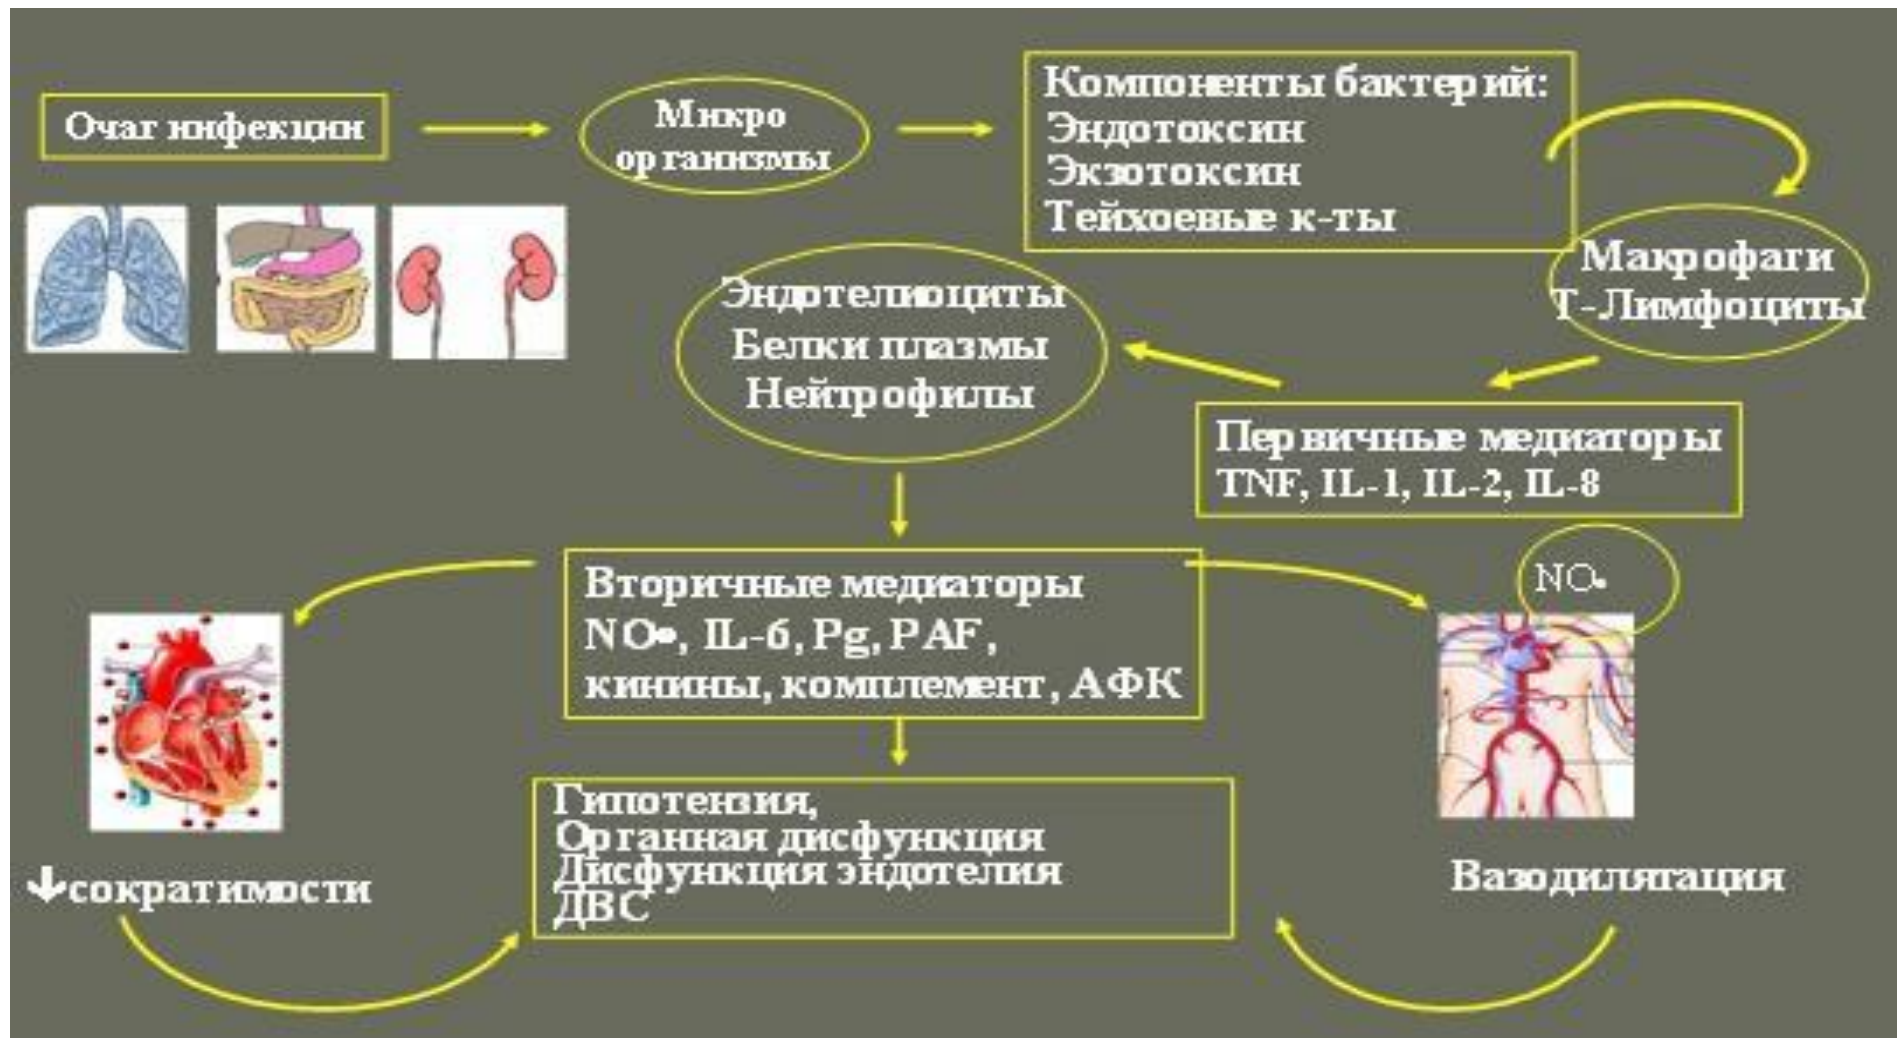 Очаг инфекции
Микро
организмы
Компоненты бактерий:
Эндотоксин
Экзотоксин
Тейхоевые к-ты
Макрофаги
Т-Лимфоциты
Эндотелиоциты
Белки плазмы
Нейтрофилы
Первичные медиаторы
TNF, IL-1, IL-2, IL-8
Вторичные медиаторы
NO•, IL-6, Pg, PAF,
кинины, комплемент, АФК
NO•
Гипотензия,
Органная дисфункция
Дисфункция эндотелия
ДВС
↓сократимости
Вазодилятация